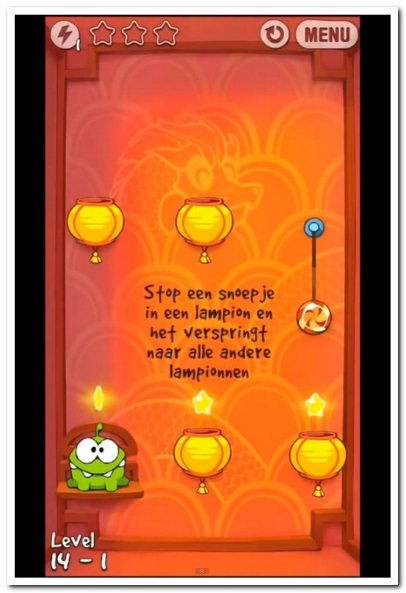 MENU
Stop een snoepje
in een lampion en
het verspringt
naar alle andere
lampionnen
Level
14 - 1